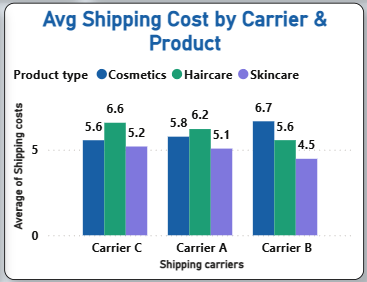 Avg Shipping Cost by Carrier &
Product
Product type Cosmetics Haircare Skincare
Average of Shipping costs
5
0
5.6 6.6 5.2
5.8 6.2 5.1
6.7 5.6 4.5
Carrier C Carrier A Carrier B
Shipping carriers